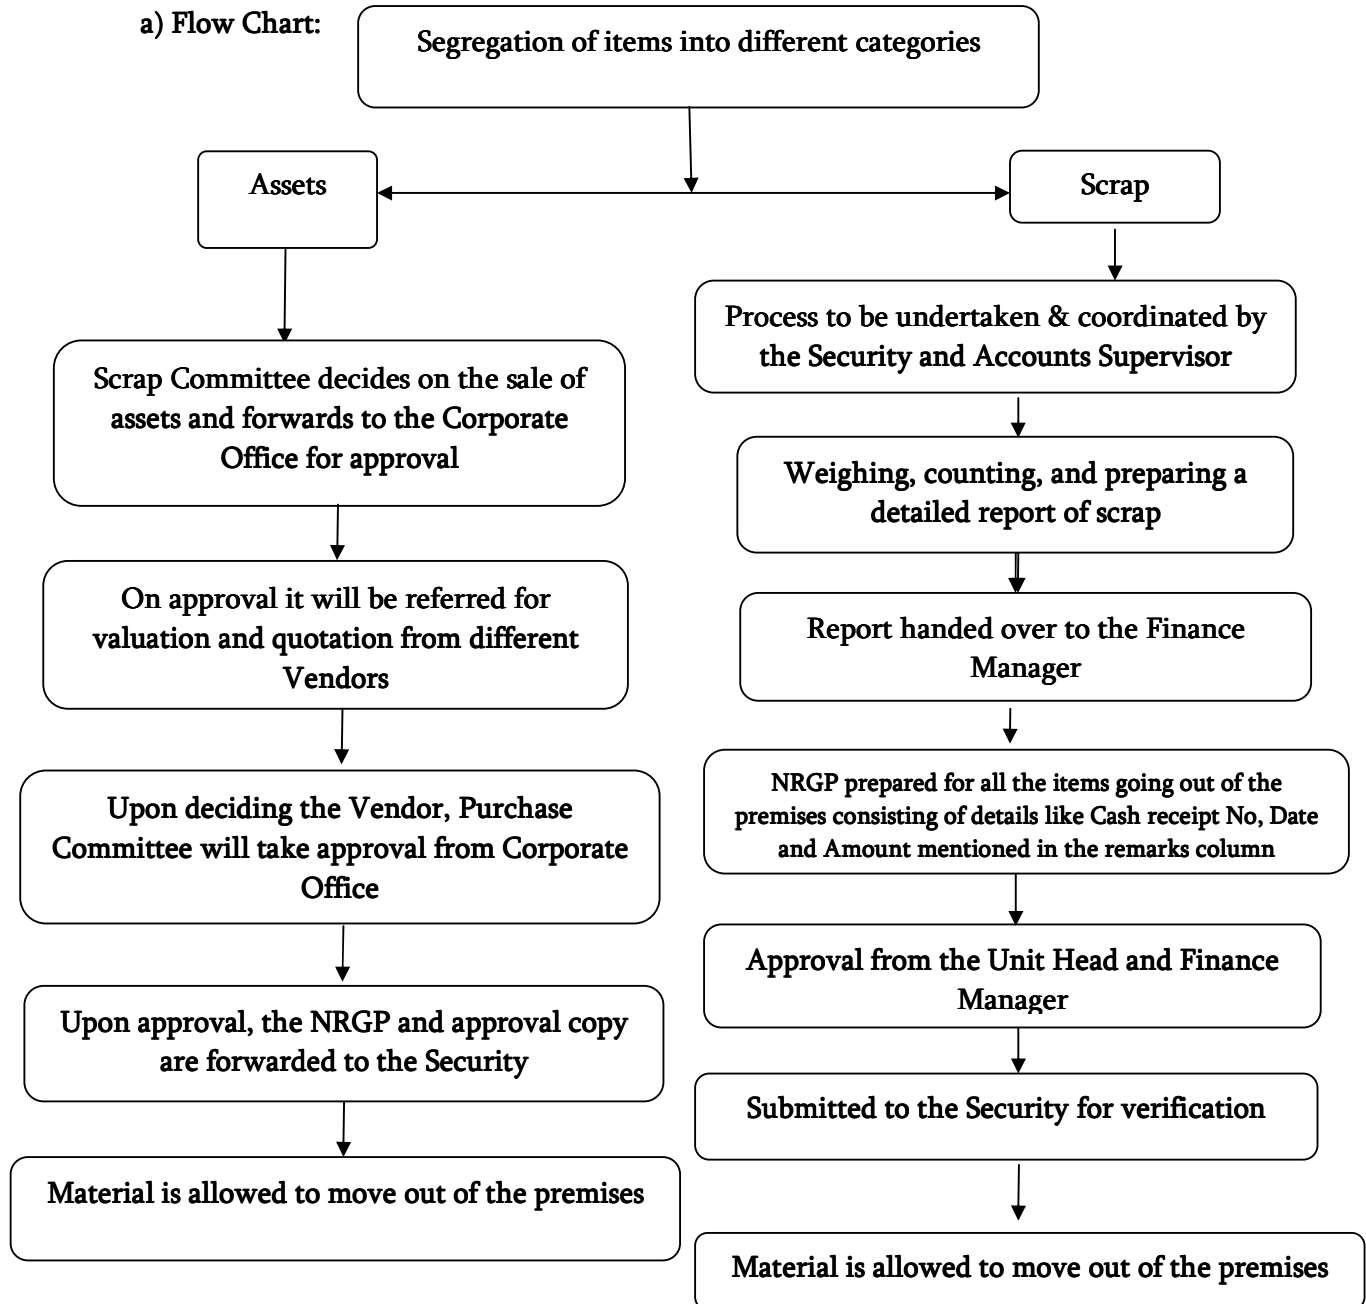 a) Flow Chart:
Segregation of items into different categories
Assets
Scrap
Scrap Committee decides on the sale of
assets and forwards to the Corporate
Office for approval
On approval it will be referred for
valuation and quotation from different
Vendors
Upon deciding the Vendor, Purchase
Committee will take approval from Corporate
Office
Upon approval, the NRGP and approval copy
are forwarded to the Security
Material is allowed to move out of the premises
Process to be undertaken & coordinated by
the Security and Accounts Supervisor
Weighing, counting, and preparing a
detailed report of scrap
Report handed over to the Finance
Manager
NRGP prepared for all the items going out of the
premises consisting of details like Cash receipt No, Date
and Amount mentioned in the remarks column
Approval from the Unit Head and Finance
Manager
Submitted to the Security for verification
Material is allowed to move out of the premises